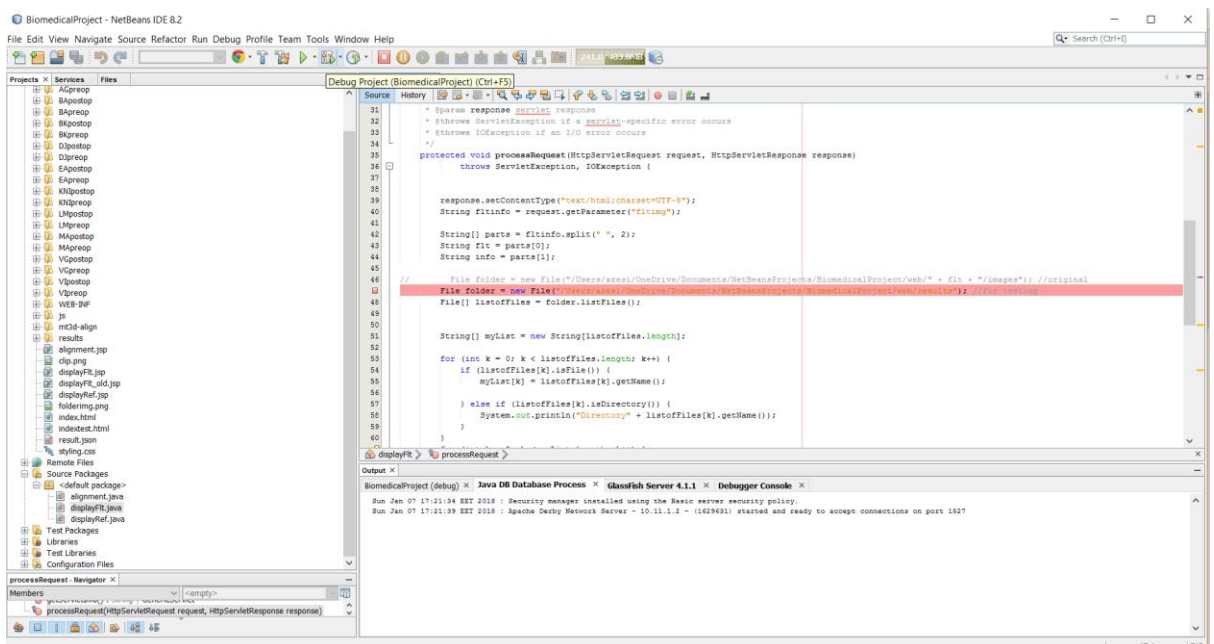 BiomedicalProject - NetBeans IDE 8.2
File Edit View Navigate Source Refactor Run Debug Profile Team Tools Window Help
Search (Ctrl+I)
Projects Services Files
Debug Project (BiomedicalProject) (Ctrl+F5)
AGpreop
BApostop
BApreop
BKpostop
BKpreop
DJpostop
DJpreop
EApostop
EApreop
KNIpostop
KNIpreop
LMpostop
LMpreop
MApostop
MApreop
VGpostop
VGpreop
VIpostop
VIpreop
WEB-INF
js
mt3d-align
results
alignment.jsp
clip.png
displayFlt.jsp
displayFlt_old.jsp
displayRef.jsp
folderimg.png
index.html
indextest.html
result.json
styling.css
Remote Files
Source Packages
<default package>
alignment.java
displayFlt.java
displayRef.java
Test Packages
Libraries
Test Libraries
Configuration Files
processRequest - Navigator
Members <empty>
processRequest(HttpServletRequest request, HttpServletResponse response)
Source History
31 * @param response servlet response
32 * @throws ServletException if a servlet-specific error occurs
33 * @throws IOException if an I/O error occurs
34 */
35 protected void processRequest(HttpServletRequest request, HttpServletResponse response)
36 throws ServletException, IOException {
37
38
39 response.setContentType("text/html;charset=UTF-8");
40 String fltinfo = request.getParameter("fltimg");
41
42 String[] parts = fltinfo.split(" ", 2);
43 String flt = parts[0];
44 String info = parts[1];
45
46 // File folder = new File("/Users/azesi/OneDrive/Documents/NetBeansProjects/BiomedicalProject/web/" + flt + "/images"); //original
File folder = new File("/Users/azesi/OneDrive/Documents/NetBeansProjects/BiomedicalProject/web/results"); //for testing
48 File[] listofFiles = folder.listFiles();
49
50
51 String[] myList = new String[listofFiles.length];
52
53 for (int k = 0; k < listofFiles.length; k++) {
54 if (listofFiles[k].isFile()) {
55 myList[k] = listofFiles[k].getName();
56
57 } else if (listofFiles[k].isDirectory()) {
58 System.out.println("Directory" + listofFiles[k].getName());
59 }
60 }
displayFlt processRequest
Output
BiomedicalProject (debug) Java DB Database Process GlassFish Server 4.1.1 Debugger Console
Sun Jan 07 17:21:34 EET 2018 : Security manager installed using the Basic server security policy.
Sun Jan 07 17:21:39 EET 2018 : Apache Derby Network Server - 10.11.1.2 - (1629631) started and ready to accept connections on port 1527